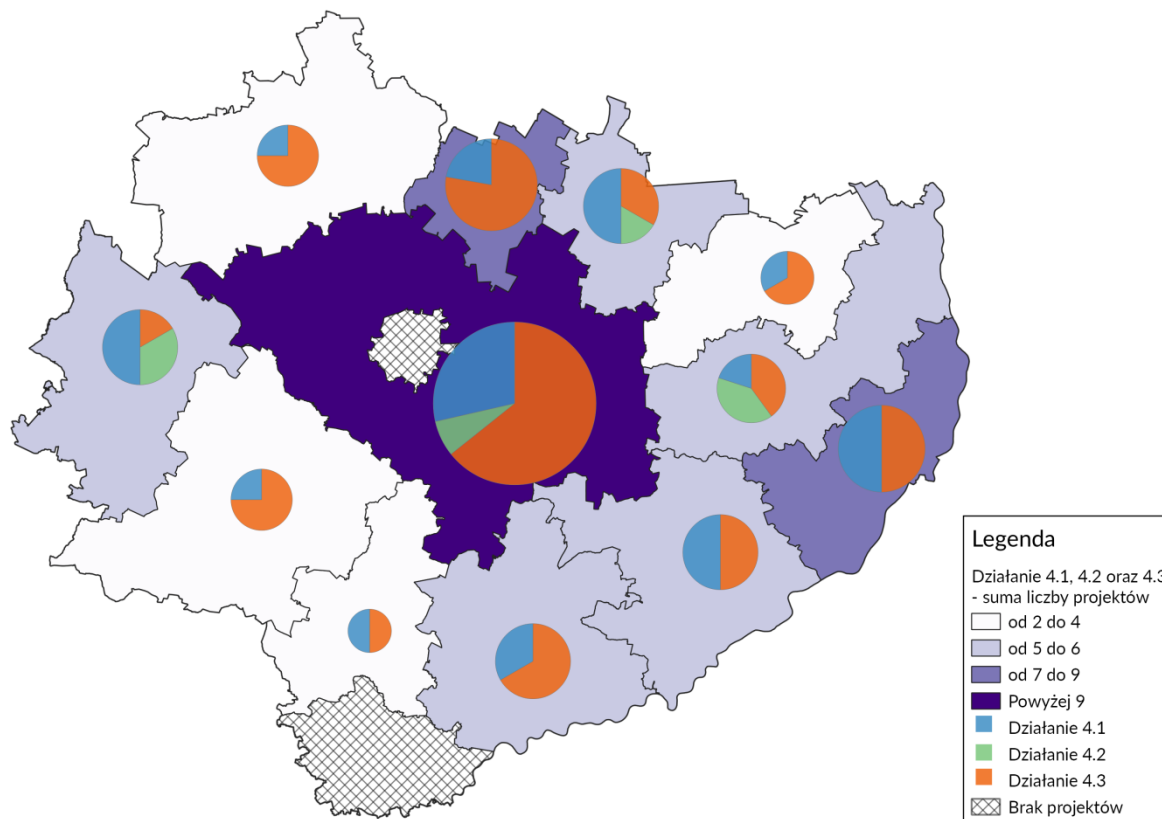 Legenda
Działanie 4.1, 4.2 oraz 4.3
- suma liczby projektów
od 2 do 4
od 5 do 6
od 7 do 9
Powyżej 9
Działanie 4.1
Działanie 4.2
Działanie 4.3
Brak projektów